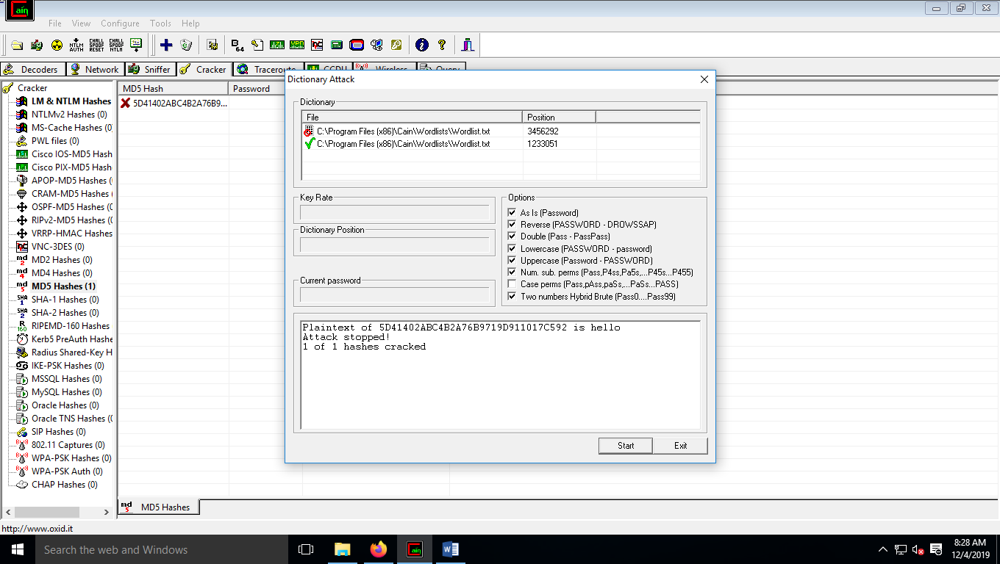 Cain
File View Configure Tools Help
NTLM AUTH
CHALL SPOOF RESET
CHALL SPOOF NTLM
B64
Decoders Network Sniffer Cracker Traceroute CCDU Wireless Query
Cracker
LM & NTLM Hashes
NTLMv2 Hashes (0)
MS-Cache Hashes (0
PWL files (0)
Cisco IOS-MD5 Hash
Cisco PIX-MD5 Hash
APOP-MD5 Hashes (
CRAM-MD5 Hashes (
OSPF-MD5 Hashes (0
RIPv2-MD5 Hashes (
VRRP-HMAC Hashes
VNC-3DES (0)
MD2 Hashes (0)
MD4 Hashes (0)
MD5 Hashes (1)
SHA-1 Hashes (0)
SHA-2 Hashes (0)
RIPEMD-160 Hashes
Kerb5 PreAuth Hashe
Radius Shared-Key H
IKE-PSK Hashes (0)
MSSQL Hashes (0)
MySQL Hashes (0)
Oracle Hashes (0)
Oracle TNS Hashes (0
SIP Hashes (0)
802.11 Captures (0)
WPA-PSK Hashes (0)
WPA-PSK Auth (0)
CHAP Hashes (0)
MD5 Hash Password
5D41402ABC4B2A76B9...
Dictionary Attack
Dictionary
File Position
C:\Program Files (x86)\Cain\Wordlists\Wordlist.txt 3456292
C:\Program Files (x86)\Cain\Wordlists\Wordlist.txt 1233051
Key Rate
Dictionary Position
Current password
Options
As Is (Password)
Reverse (PASSWORD - DROWSSAP)
Double (Pass - PassPass)
Lowercase (PASSWORD - password)
Uppercase (Password - PASSWORD)
Num. sub. perms (Pass,P4ss,Pa5s,...P45s...P455)
Case perms (Pass,pAss,paSs,...PaSs...PASS)
Two numbers Hybrid Brute (Pass0....Pass99)
Plaintext of 5D41402ABC4B2A76B9719D911017C592 is hello
Attack stopped!
1 of 1 hashes cracked
Start Exit
MD5 Hashes
http://www.oxid.it
Search the web and Windows
8:28 AM
12/4/2019